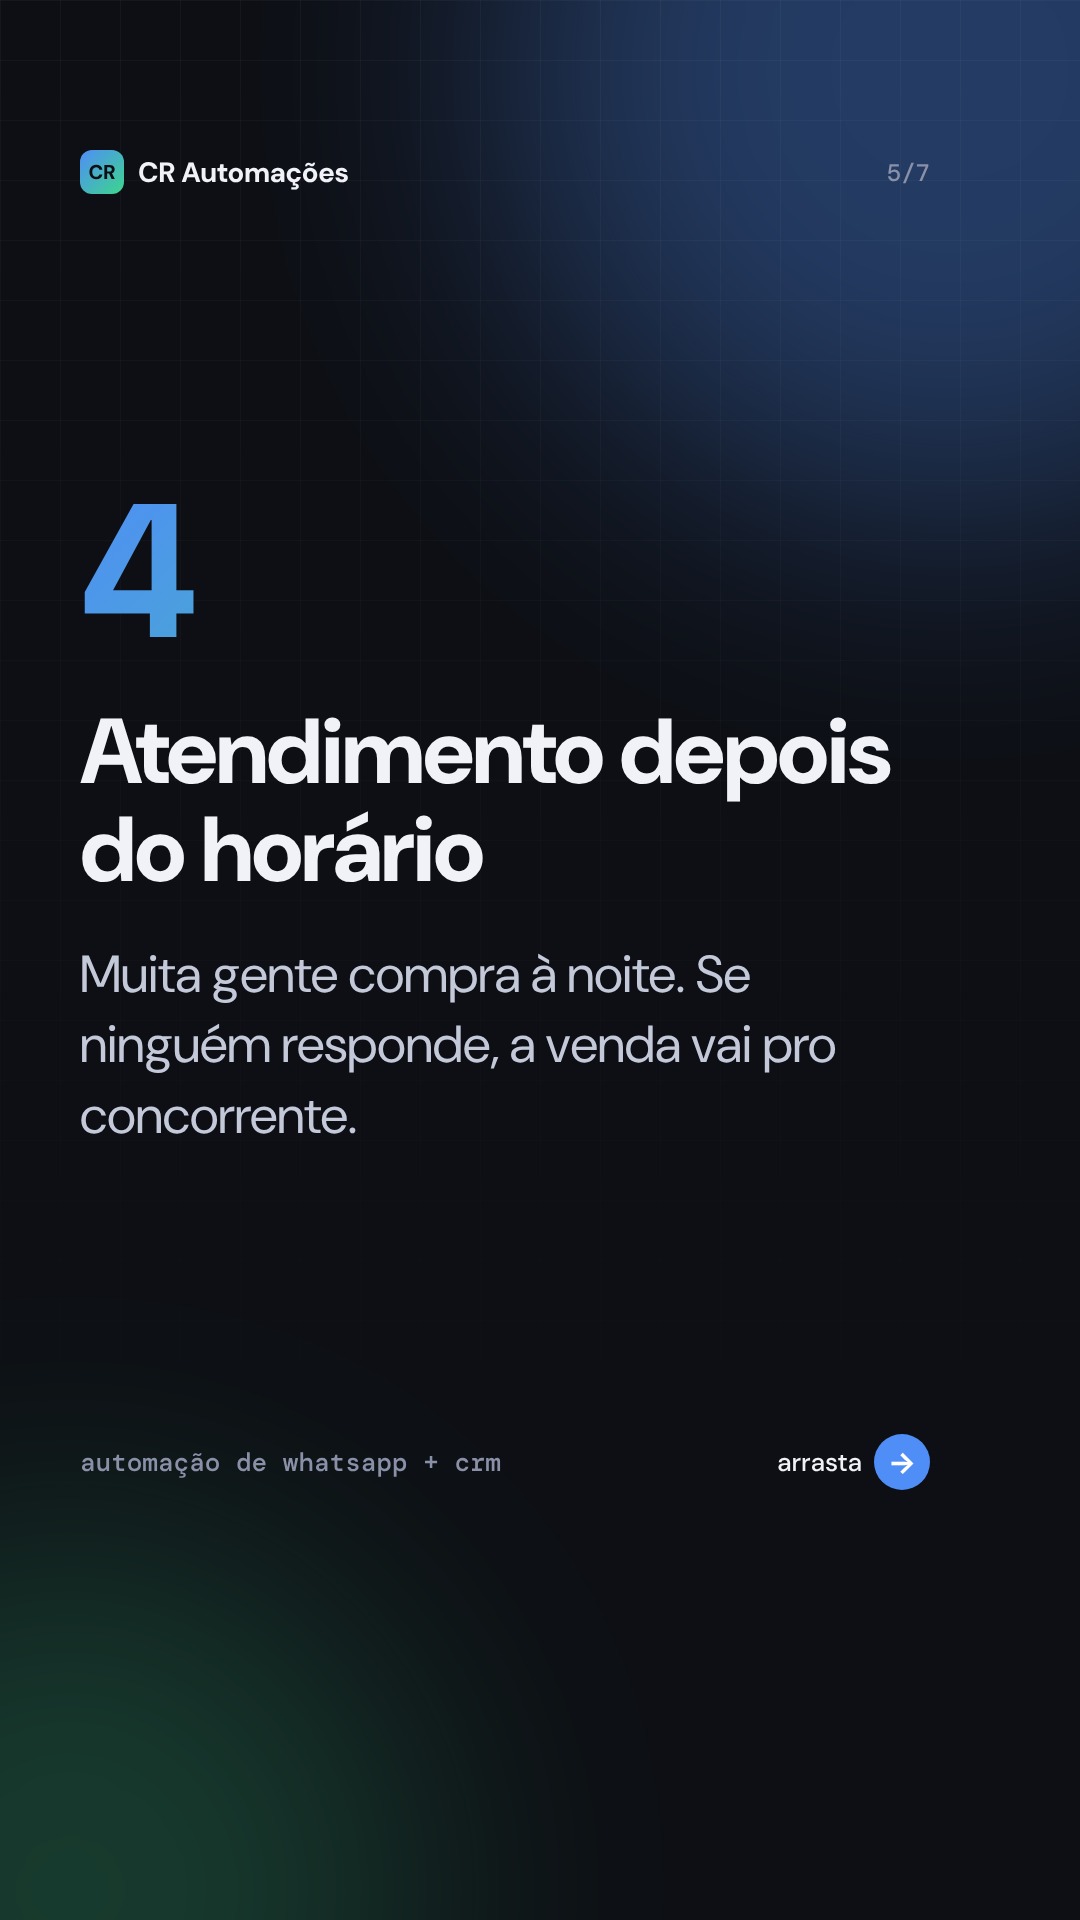 CR CR Automações
5/7
4
Atendimento depois
do horário
Muita gente compra à noite. Se
ninguém responde, a venda vai pro
concorrente.
automação de whatsapp + crm
arrasta →